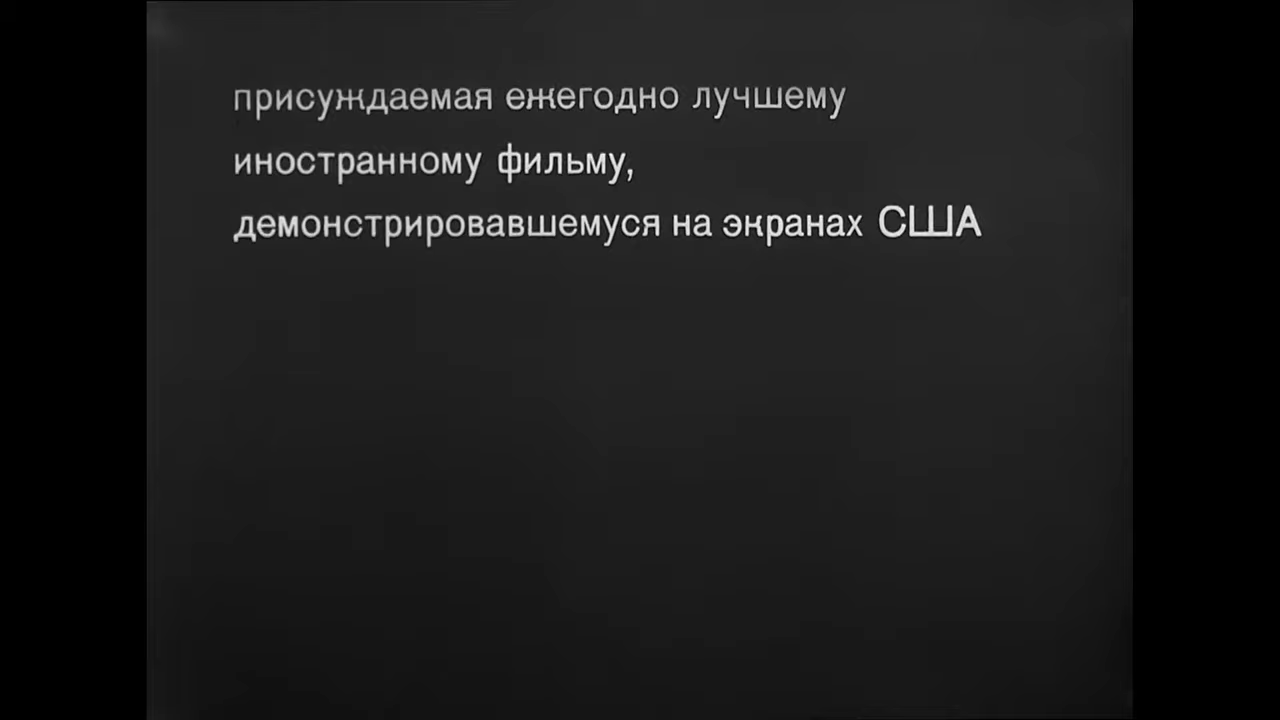 присуждаемая ежегодно лучшему
иностранному фильму,
демонстрировавшемуся на экранах США